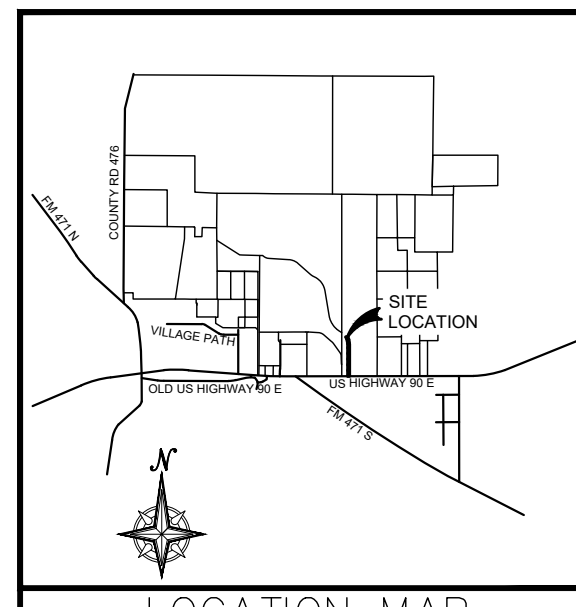 COUNTY RD 476
FM 471 N
SITE
LOCATION
VILLAGE PATH
OLD US HIGHWAY 90 E
US HIGHWAY 90 E
FM 471 S
N
LOCATION MAP